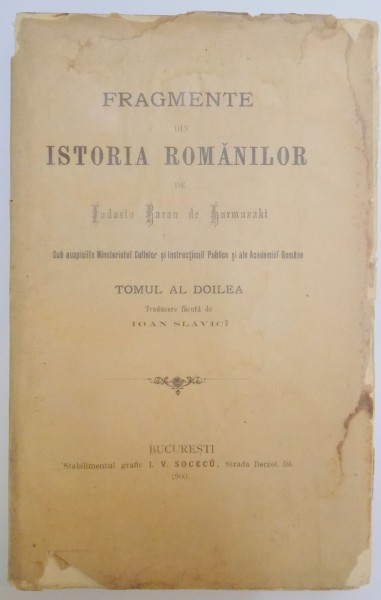 FRAGMENTE
DIN
ISTORIA ROMÂNILOR
DE
Eudoxiu Baron de Hurmuzaki
Sub auspiciile Ministeriului Cultelor și Instrucțiunii Publice și ale Academiei Române
TOMUL AL DOILEA
Traducere făcută de
IOAN SLAVICĬ
BUCURESTI
Stabilimentul grafic I. V. SOCECŬ, Strada Berzei, 59
1900